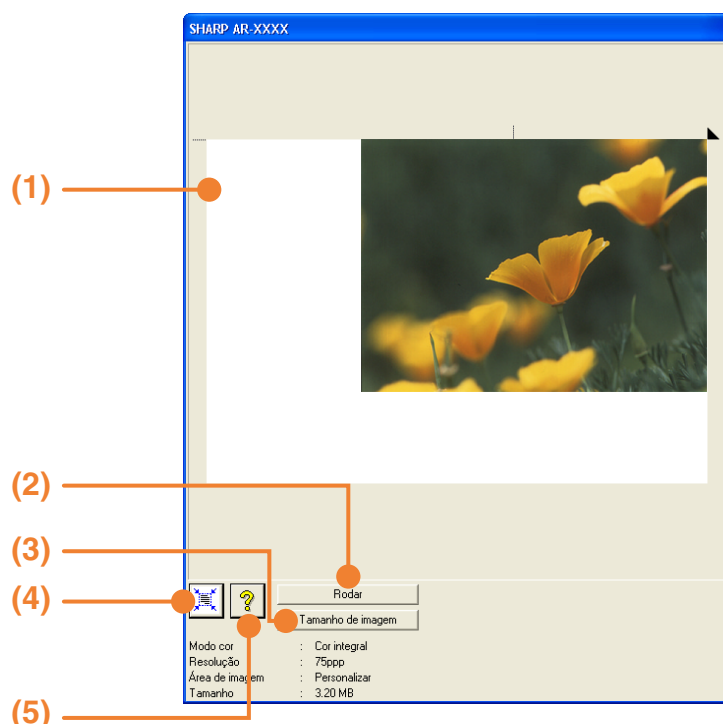 SHARP AR-XXXX
(1)
(2)
(3)
(4)
(5)
Rodar
Tamanho de imagem
Modo cor : Cor integral
Resolução : 75ppp
Área de imagem : Personalizar
Tamanho : 3.20 MB